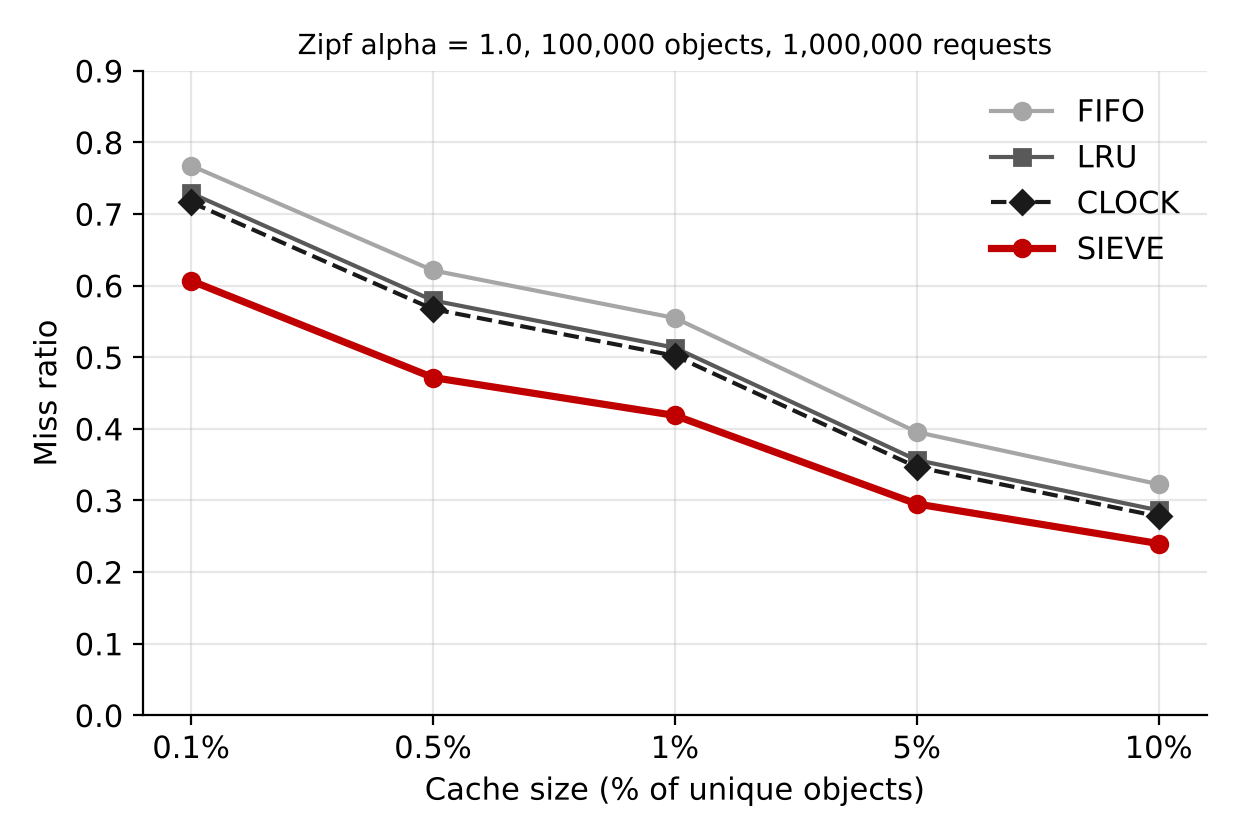 Zipf alpha = 1.0, 100,000 objects, 1,000,000 requests
0.9
0.8
0.7
0.6
0.5
0.4
0.3
0.2
0.1
0.0
Miss ratio
FIFO
LRU
CLOCK
SIEVE
0.1% 0.5% 1% 5% 10%
Cache size (% of unique objects)